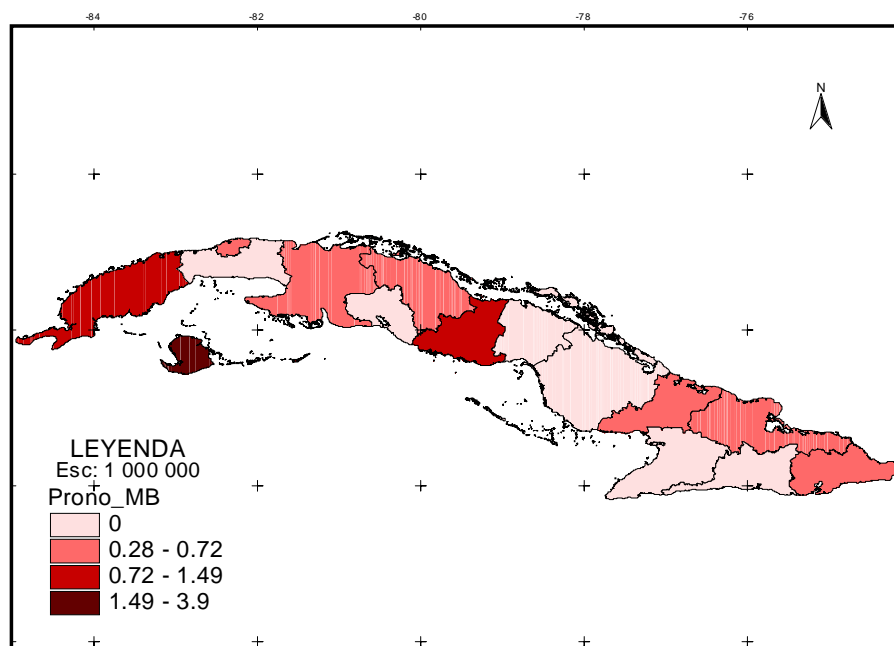 -84 -82 -80 -78 -76
N
LEYENDA
Esc: 1 000 000
Prono_MB
0
0.28 - 0.72
0.72 - 1.49
1.49 - 3.9